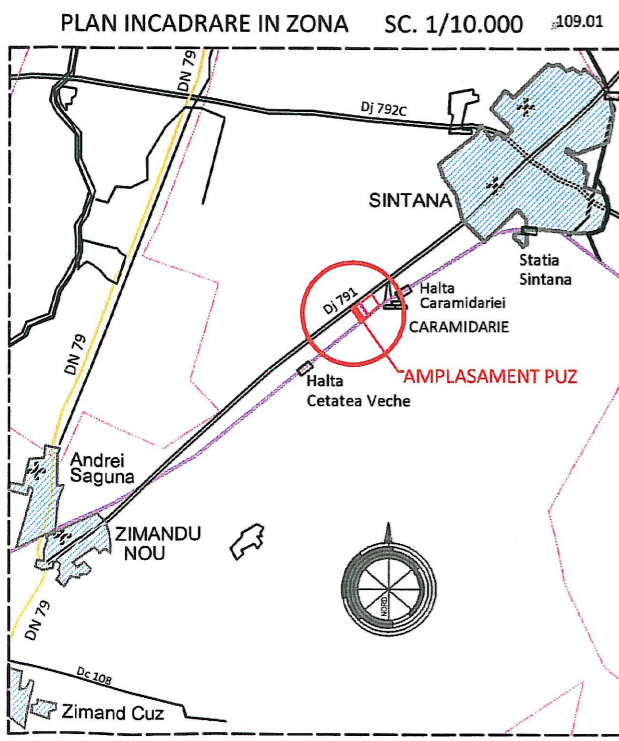 PLAN INCADRARE IN ZONA SC. 1/10.000 109.01
DN 79
Dj 792C
SINTANA
Statia
Sintana
Dj 791
Halta
Caramidariei
CARAMIDARIE
DN 79
AMPLASAMENT PUZ
Halta
Cetatea Veche
Andrei
Saguna
ZIMANDU
NOU
NORD
DN 79
Dc 108
Zimand Cuz